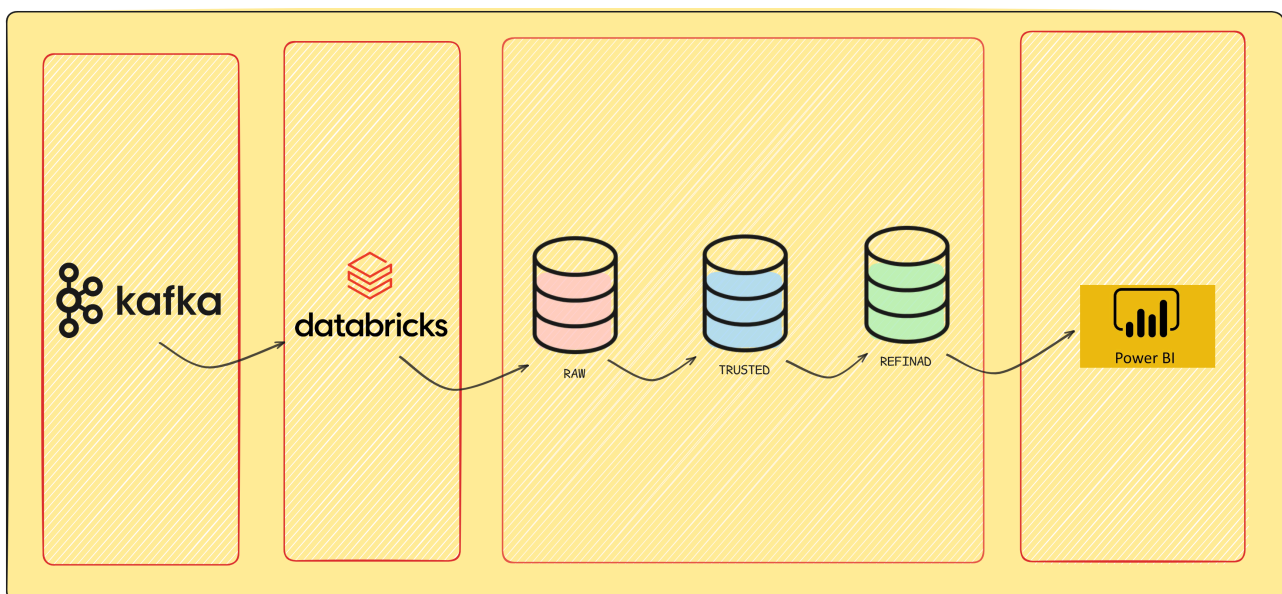 kafka
databricks
RAW
TRUSTED
REFINAD
Power BI